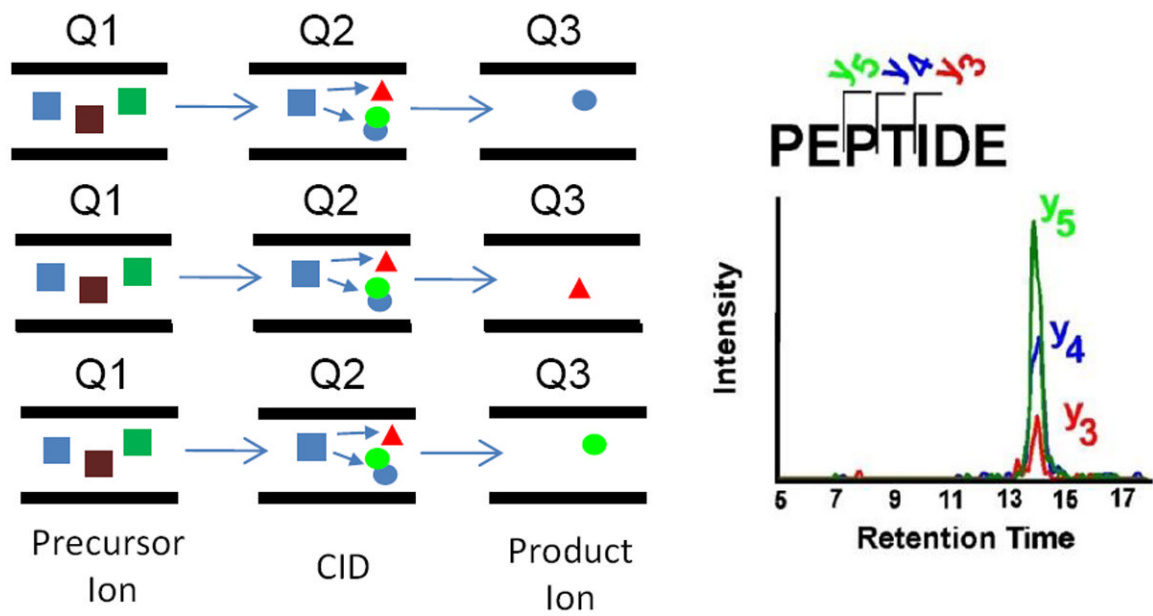 Q1 Q2 Q3
Q1 Q2 Q3
Q1 Q2 Q3
Precursor
Ion
CID
Product
Ion
y5 y4 y3
PEPTIDE
y5
y4
y3
Intensity
5 7 9 11 13 15 17
Retention Time